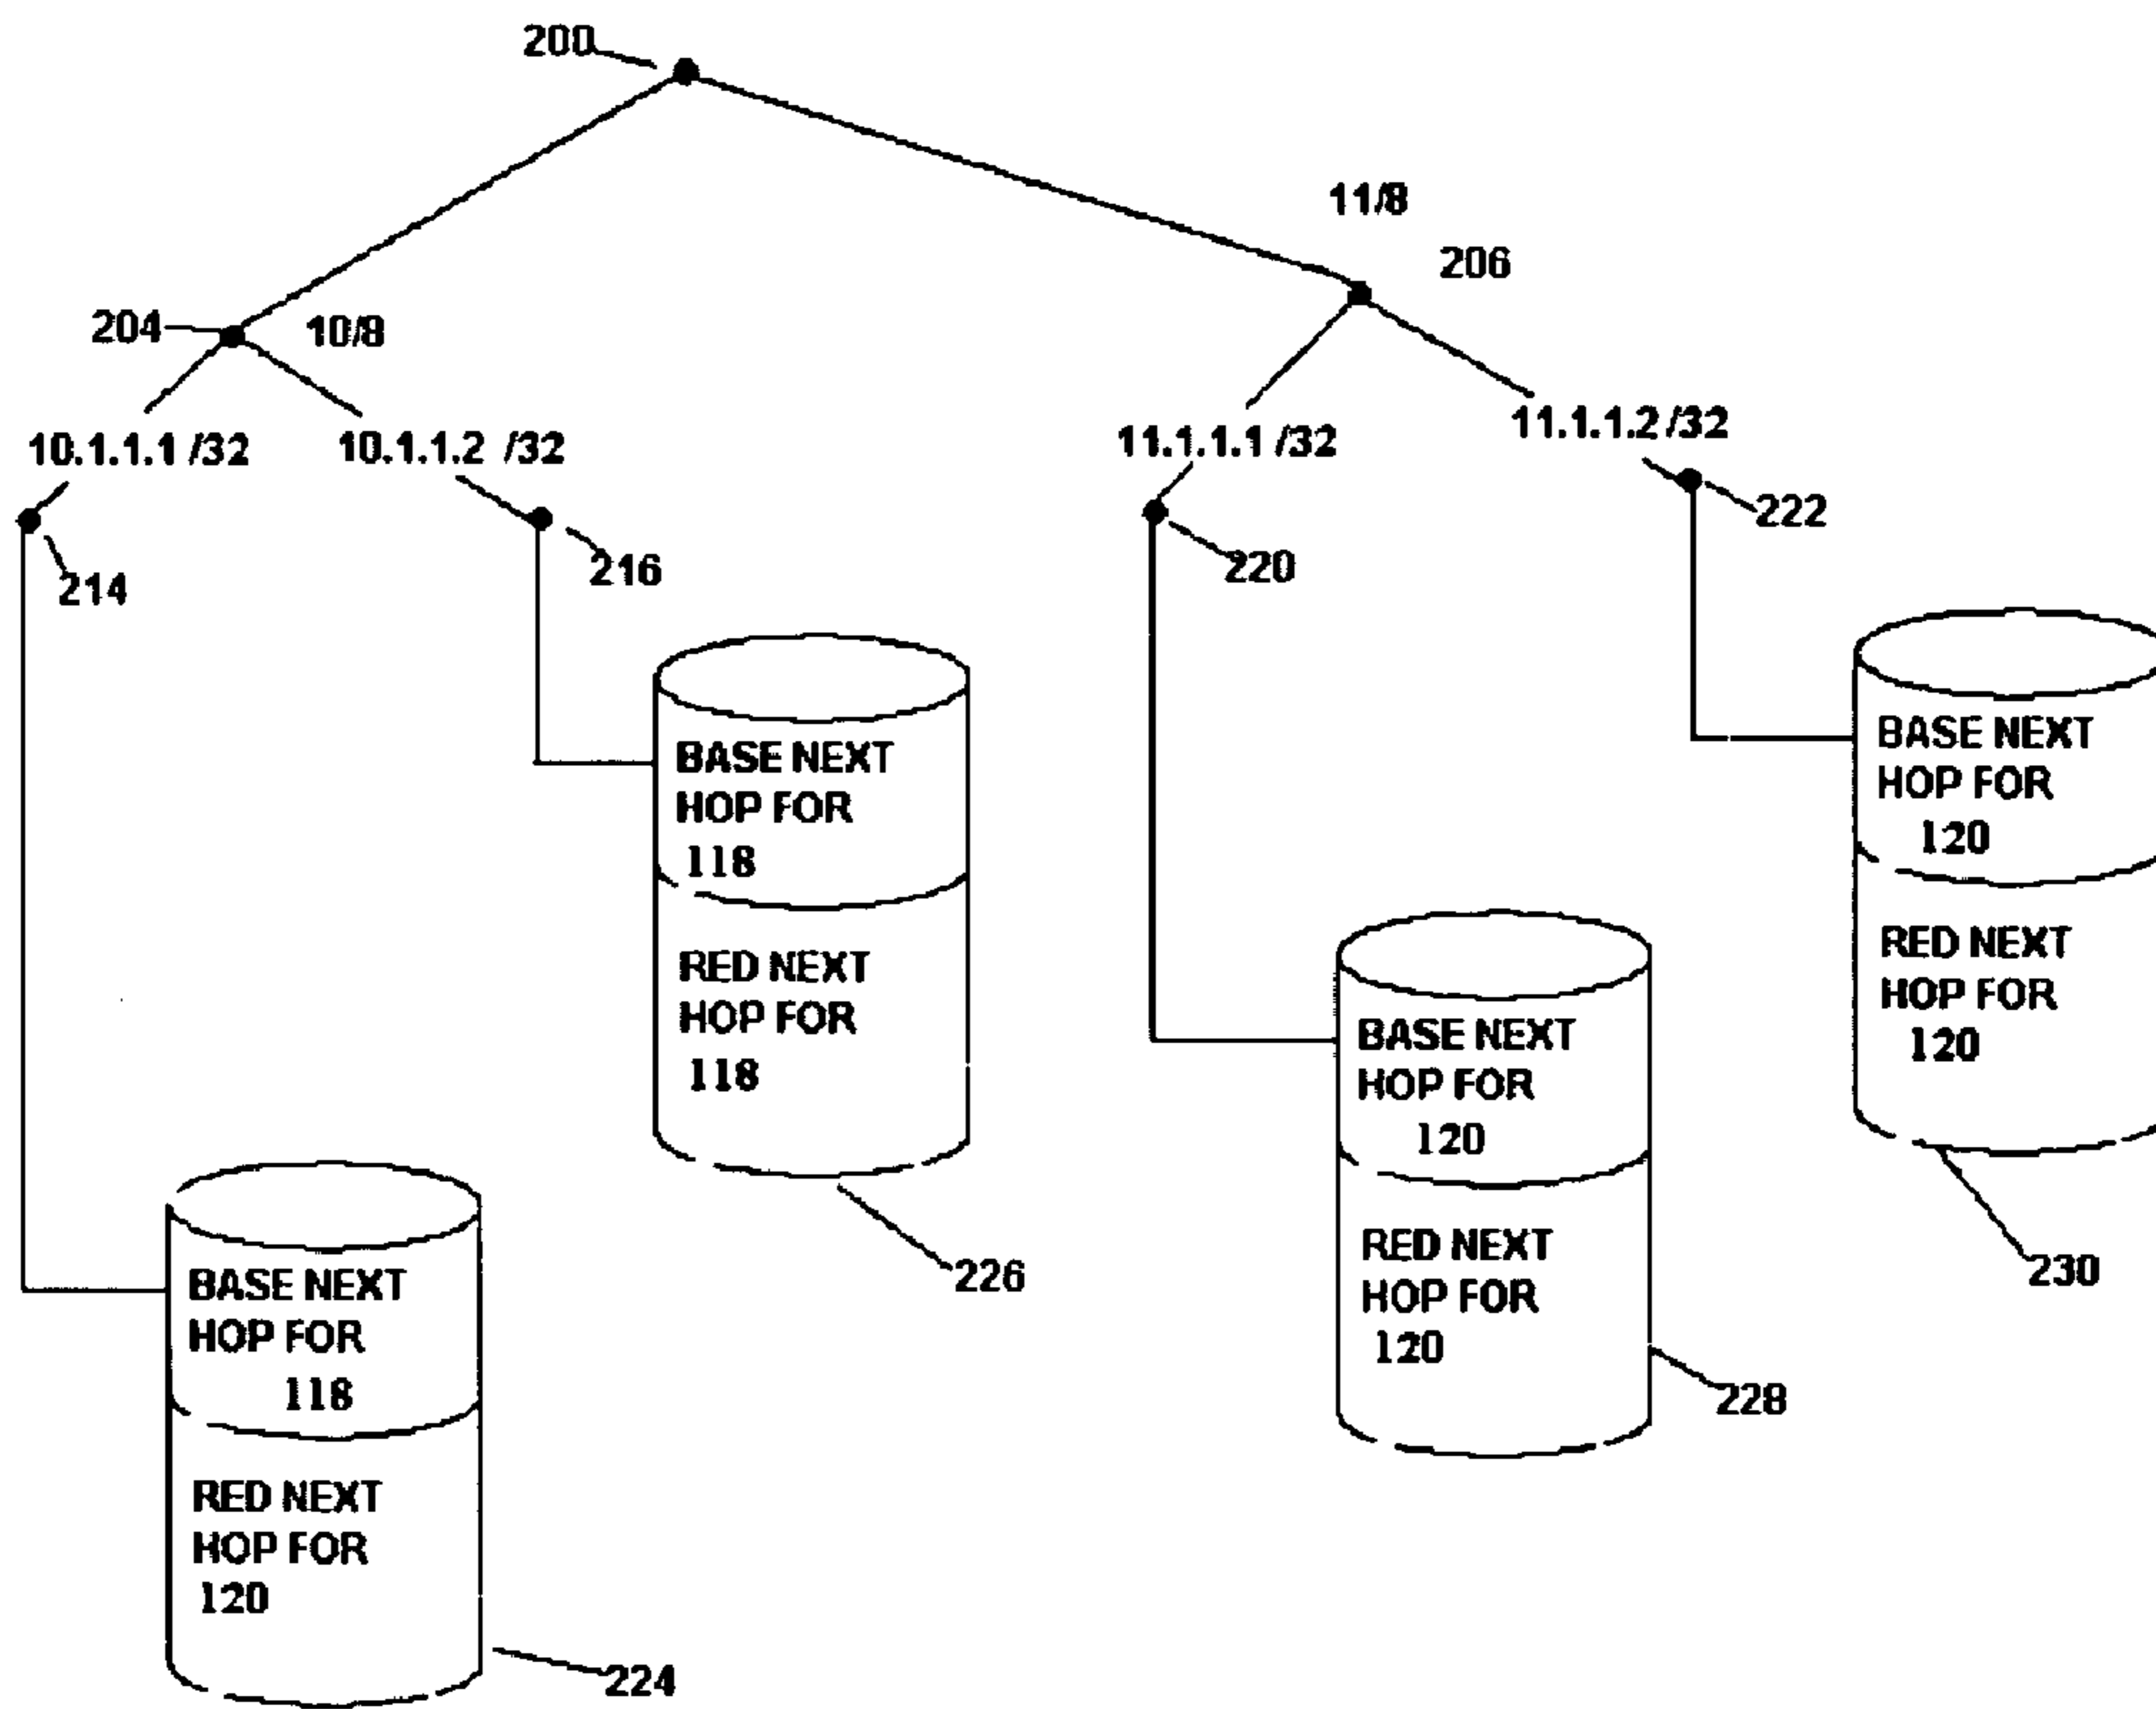 200
11/8
206
204
10/8
10.1.1.1 /32
10.1.1.2 /32
11.1.1.1 /32
11.1.1.2 /32
214
216
220
222
BASE NEXT
HOP FOR
118
RED NEXT
HOP FOR
118
226
BASE NEXT
HOP FOR
120
RED NEXT
HOP FOR
120
230
BASE NEXT
HOP FOR
120
RED NEXT
HOP FOR
120
228
BASE NEXT
HOP FOR
118
RED NEXT
HOP FOR
120
224